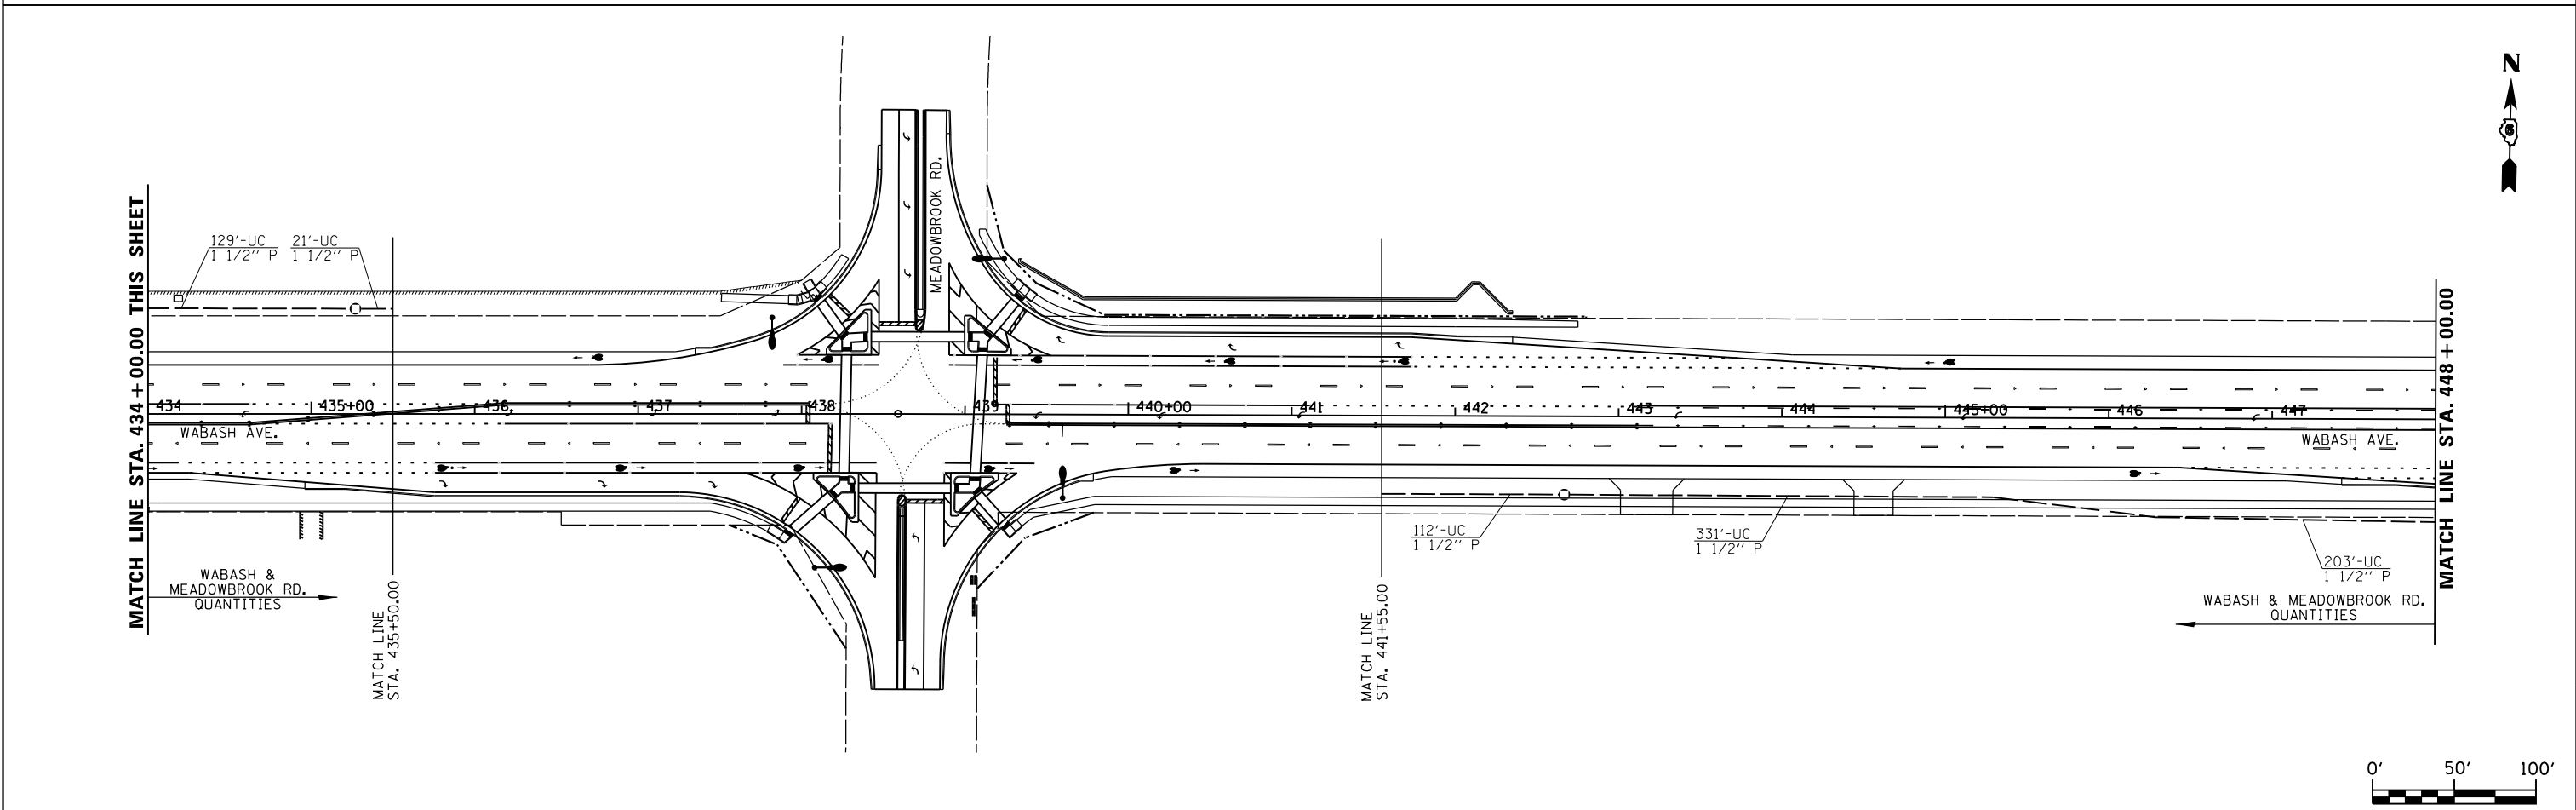 N
6
MATCH LINE STA. 434+00.00 THIS SHEET
129'-UC
1 1/2" P
21'-UC
1 1/2" P
MEADOWBROOK RD.
434
435+00
436
437
438
439
440+00
441
442
443
444
445+00
446
447
WABASH AVE.
WABASH AVE.
112'-UC
1 1/2" P
331'-UC
1 1/2" P
203'-UC
1 1/2" P
WABASH &
MEADOWBROOK RD.
QUANTITIES
MATCH LINE
STA. 435+50.00
MATCH LINE
STA. 441+55.00
WABASH & MEADOWBROOK RD.
QUANTITIES
MATCH LINE STA. 448+00.00
0' 50' 100'